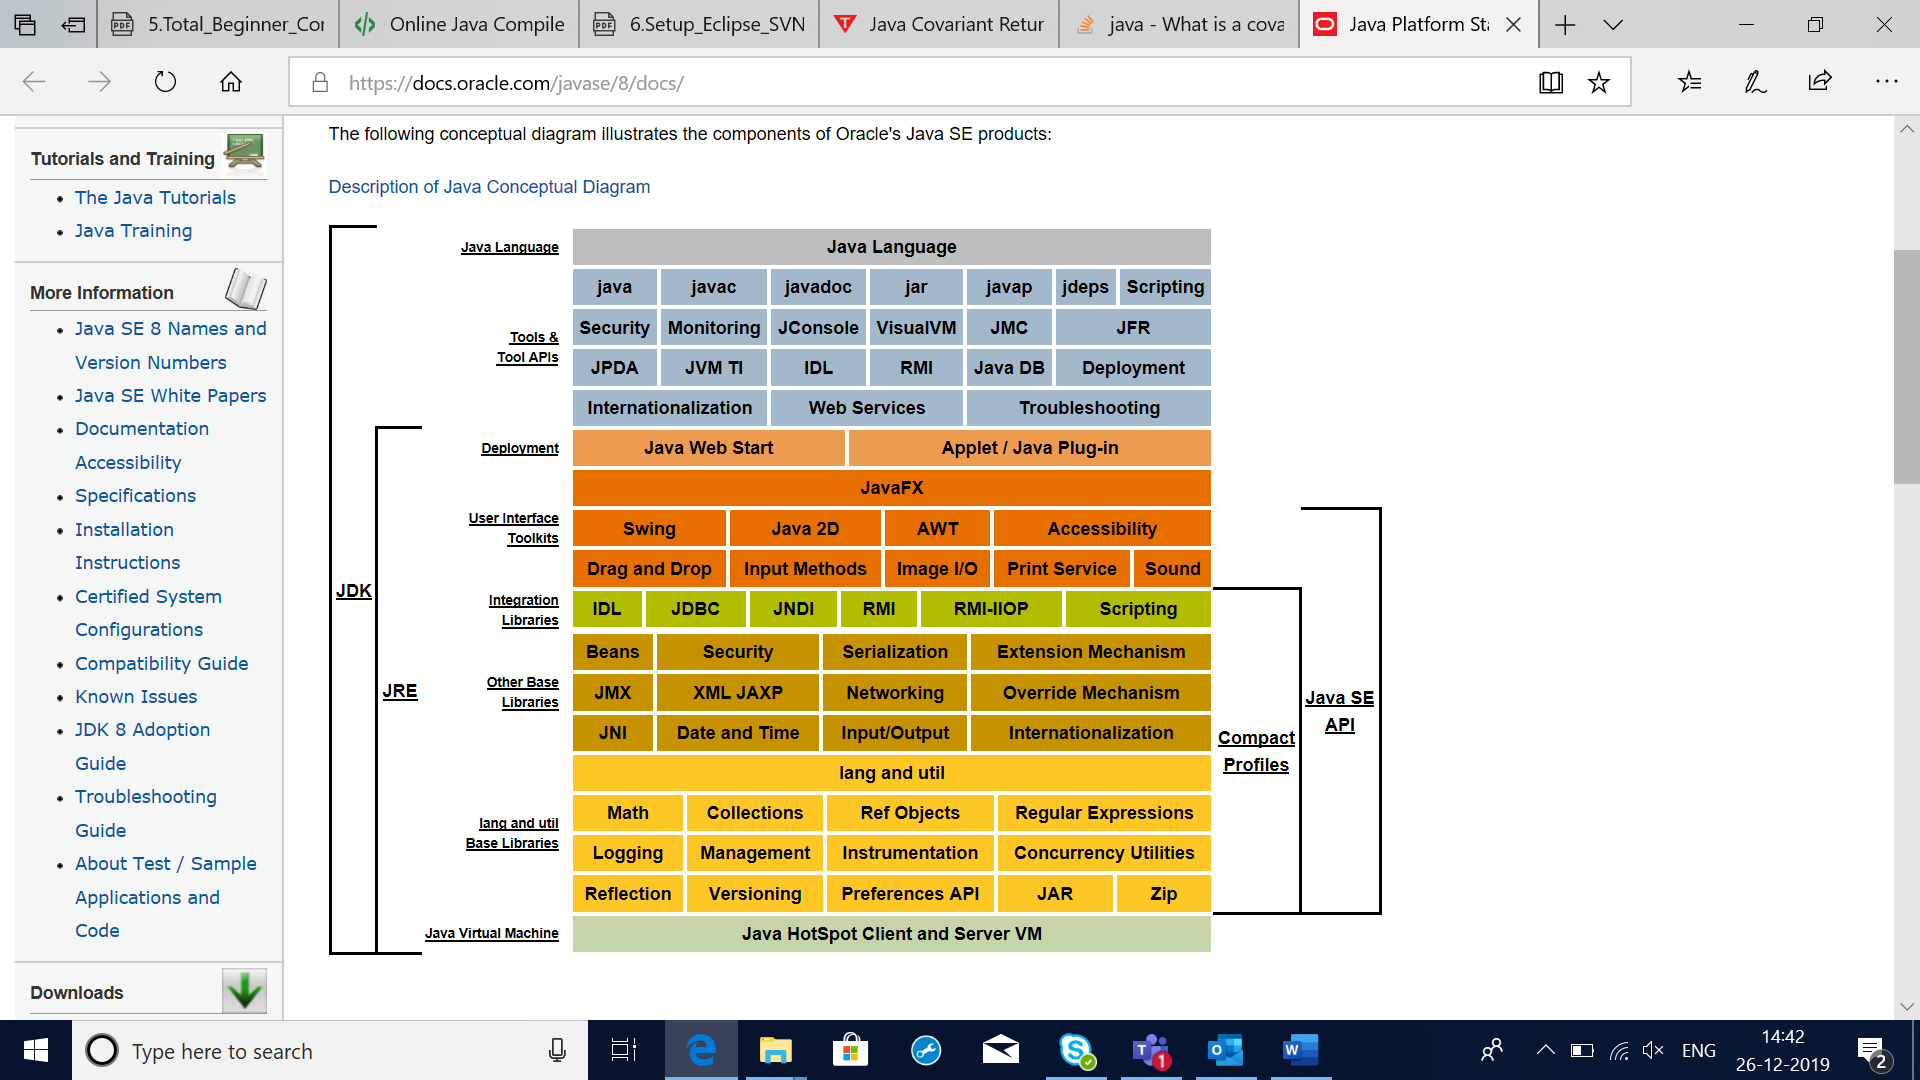 5.Total_Beginner_Cor
Online Java Compile
6.Setup_Eclipse_SVN
Java Covariant Retur
java - What is a cova
Java Platform Sta
https://docs.oracle.com/javase/8/docs/
Tutorials and Training
The Java Tutorials
Java Training
More Information
Java SE 8 Names and
Version Numbers
Java SE White Papers
Documentation
Accessibility
Specifications
Installation
Instructions
Certified System
Configurations
Compatibility Guide
Known Issues
JDK 8 Adoption
Guide
Troubleshooting
Guide
About Test / Sample
Applications and
Code
Downloads
The following conceptual diagram illustrates the components of Oracle's Java SE products:
Description of Java Conceptual Diagram
JDK
JRE
Java Language
Java Language
Tools &
Tool APIs
java javac javadoc jar javap jdeps Scripting
Security Monitoring JConsole VisualVM JMC JFR
JPDA JVM TI IDL RMI Java DB Deployment
Internationalization Web Services Troubleshooting
Deployment
Java Web Start Applet / Java Plug-in
JavaFX
User Interface
Toolkits
Swing Java 2D AWT Accessibility
Drag and Drop Input Methods Image I/O Print Service Sound
Integration
Libraries
IDL JDBC JNDI RMI RMI-IIOP Scripting
Other Base
Libraries
Beans Security Serialization Extension Mechanism
JMX XML JAXP Networking Override Mechanism
JNI Date and Time Input/Output Internationalization
lang and util
lang and util
Base Libraries
Math Collections Ref Objects Regular Expressions
Logging Management Instrumentation Concurrency Utilities
Reflection Versioning Preferences API JAR Zip
Java Virtual Machine
Java HotSpot Client and Server VM
Compact
Profiles
Java SE
API
Type here to search
1
ENG
14:42
26-12-2019
2